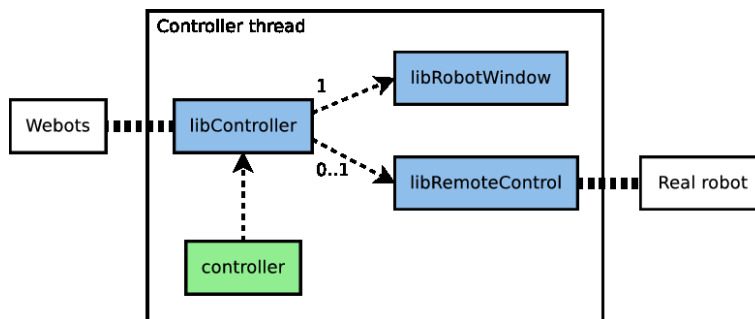 Controller thread
1
libRobotWindow
Webots
libController
0..1
libRemoteControl
Real robot
controller